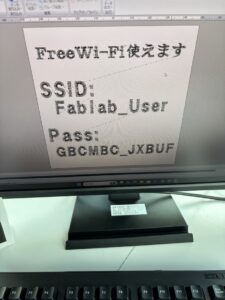 FreeWi-Fi使えます
SSID:
Fablab_User
Pass:
GBCMBC_JXBUF